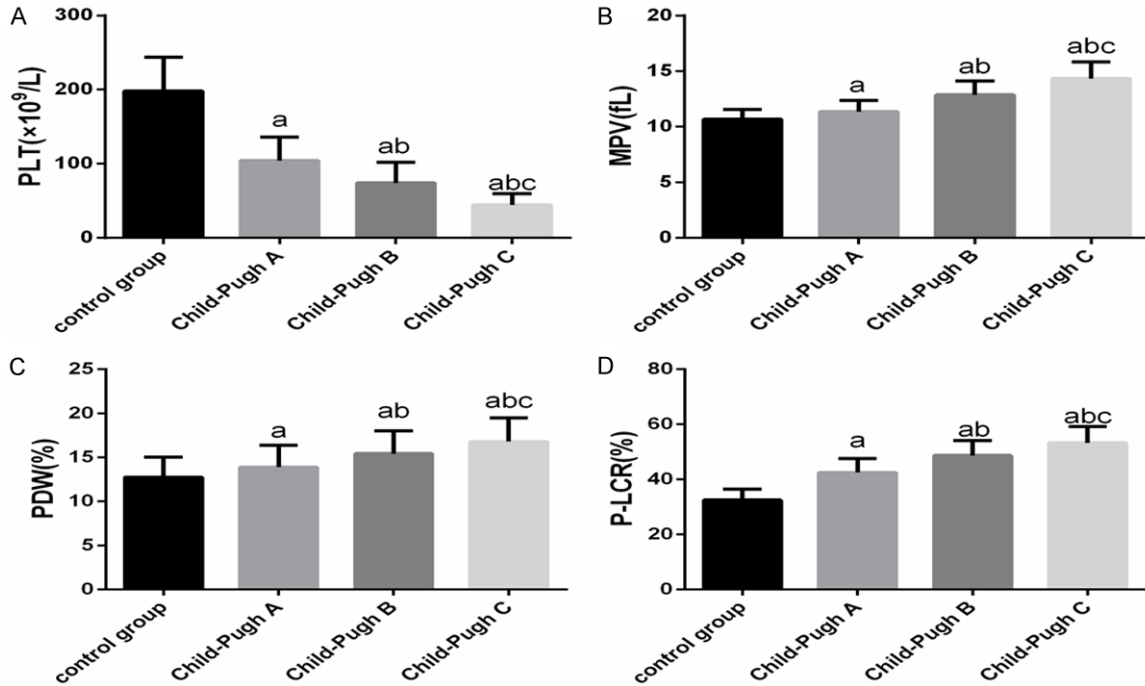 A
PLT(×10⁹/L)
300
200
100
0
a
ab
abc
control group
Child-Pugh A
Child-Pugh B
Child-Pugh C
B
MPV(fL)
20
15
10
5
0
a
ab
abc
control group
Child-Pugh A
Child-Pugh B
Child-Pugh C
C
PDW(%)
25
20
15
10
5
0
a
ab
abc
control group
Child-Pugh A
Child-Pugh B
Child-Pugh C
D
P-LCR(%)
80
60
40
20
0
a
ab
abc
control group
Child-Pugh A
Child-Pugh B
Child-Pugh C